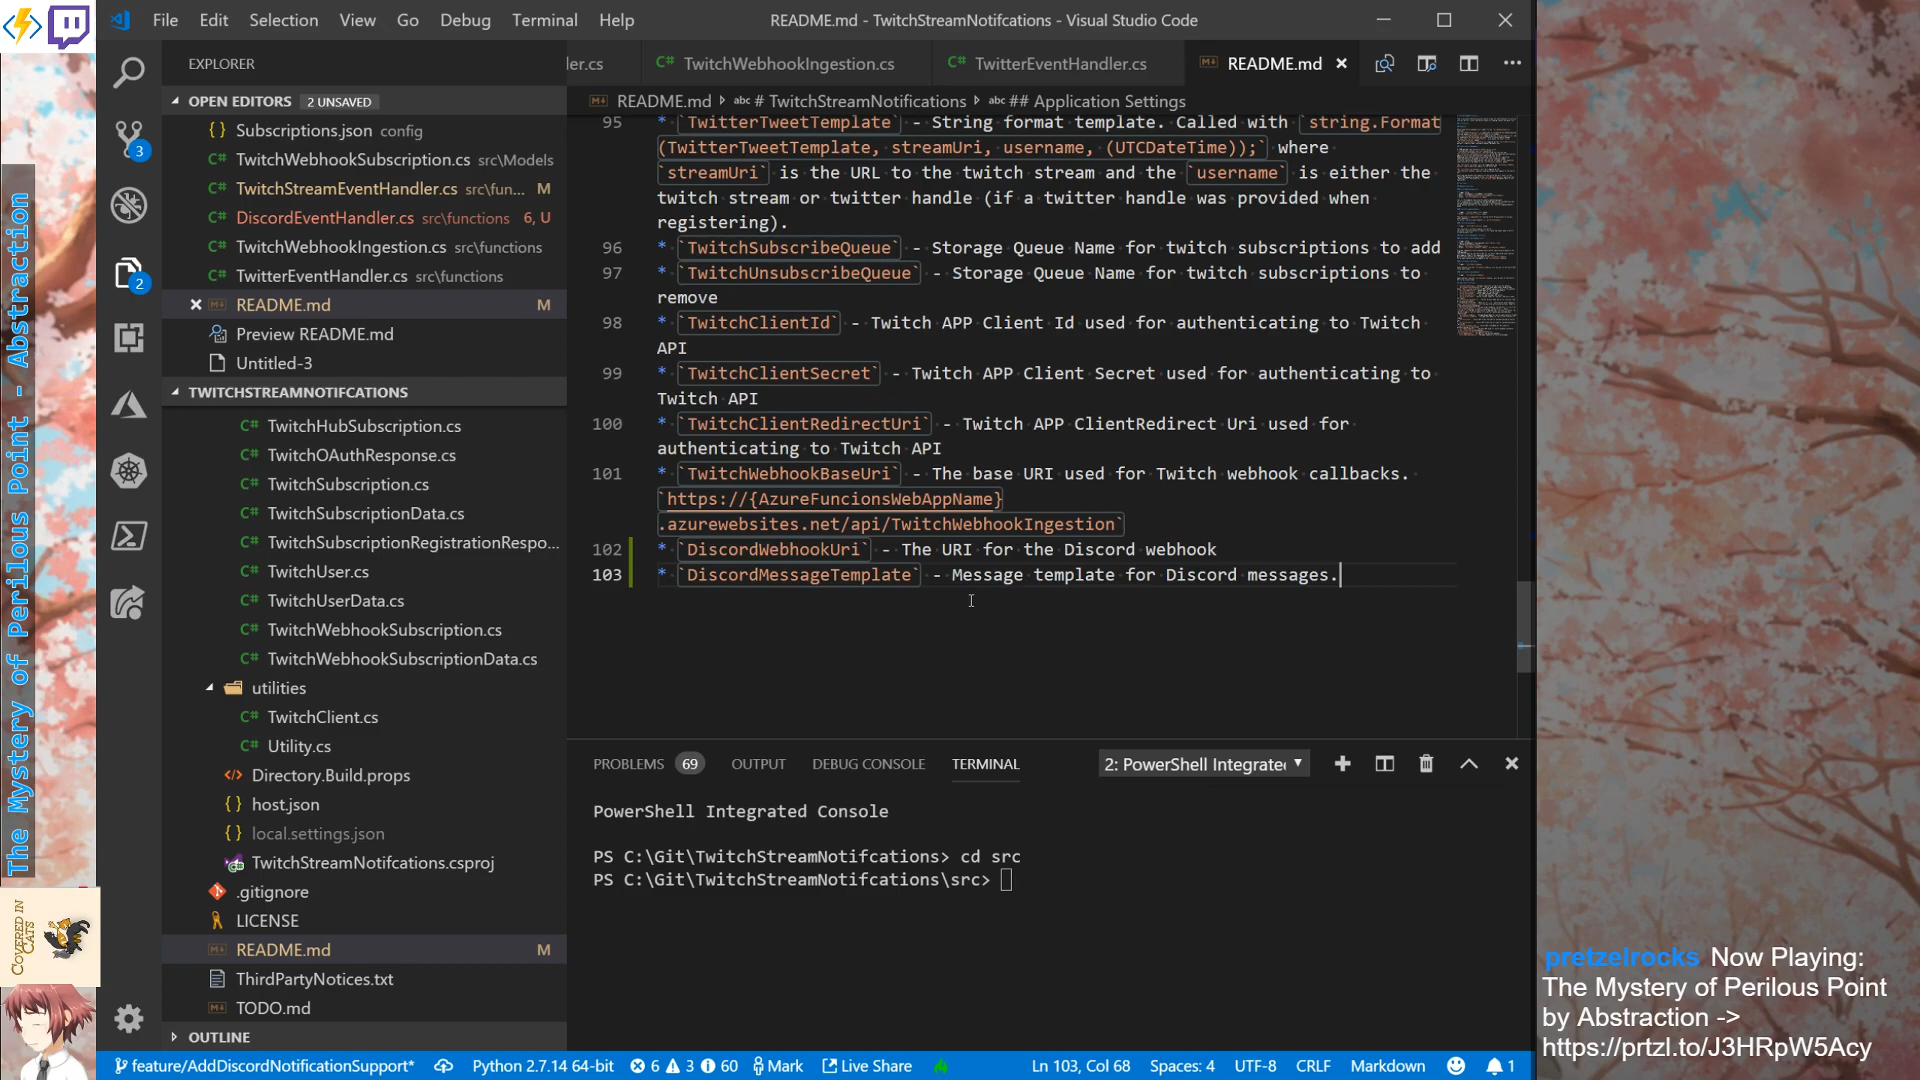 File Edit Selection View Go Debug Terminal Help
README.md - TwitchStreamNotifcations - Visual Studio Code
EXPLORER
OPEN EDITORS 2 UNSAVED
Subscriptions.json config
TwitchWebhookSubscription.cs src\Models
TwitchStreamEventHandler.cs src\fun... M
DiscordEventHandler.cs src\functions 6, U
TwitchWebhookIngestion.cs src\functions
TwitterEventHandler.cs src\functions
README.md M
Preview README.md
Untitled-3
TWITCHSTREAMNOTIFCATIONS
TwitchHubSubscription.cs
TwitchOAuthResponse.cs
TwitchSubscription.cs
TwitchSubscriptionData.cs
TwitchSubscriptionRegistrationRespo...
TwitchUser.cs
TwitchUserData.cs
TwitchWebhookSubscription.cs
TwitchWebhookSubscriptionData.cs
utilities
TwitchClient.cs
Utility.cs
Directory.Build.props
host.json
local.settings.json
TwitchStreamNotifcations.csproj
.gitignore
LICENSE
README.md M
ThirdPartyNotices.txt
TODO.md
OUTLINE
3
2
ler.cs
TwitchWebhookIngestion.cs
TwitterEventHandler.cs
README.md
README.md > # TwitchStreamNotifications > ## Application Settings
95 * `TwitterTweetTemplate` - String format template. Called with `string.Format
(TwitterTweetTemplate, streamUri, username, (UTCDateTime));` where
`streamUri` is the URL to the twitch stream and the `username` is either the
twitch stream or twitter handle (if a twitter handle was provided when
registering).
96 * `TwitchSubscribeQueue` - Storage Queue Name for twitch subscriptions to add
97 * `TwitchUnsubscribeQueue` - Storage Queue Name for twitch subscriptions to
remove
98 * `TwitchClientId` - Twitch APP Client Id used for authenticating to Twitch
API
99 * `TwitchClientSecret` - Twitch APP Client Secret used for authenticating to
Twitch API
100 * `TwitchClientRedirectUri` - Twitch APP ClientRedirect Uri used for
authenticating to Twitch API
101 * `TwitchWebhookBaseUri` - The base URI used for Twitch webhook callbacks.
`https://{AzureFuncionsWebAppName}
.azurewebsites.net/api/TwitchWebhookIngestion`
102 * `DiscordWebhookUri` - The URI for the Discord webhook
103 * `DiscordMessageTemplate` - Message template for Discord messages.
PROBLEMS 69 OUTPUT DEBUG CONSOLE TERMINAL
2: PowerShell Integrate
PowerShell Integrated Console
PS C:\Git\TwitchStreamNotifcations> cd src
PS C:\Git\TwitchStreamNotifcations\src>
feature/AddDiscordNotificationSupport* Python 2.7.14 64-bit 6 3 60 Mark Live Share
Ln 103, Col 68 Spaces: 4 UTF-8 CRLF Markdown 1
The Mystery of Perilous Point - Abstraction
COVERED IN
CATS
pretzelrocks Now Playing:
The Mystery of Perilous Point
by Abstraction ->
https://prtzl.to/J3HRpW5Acy